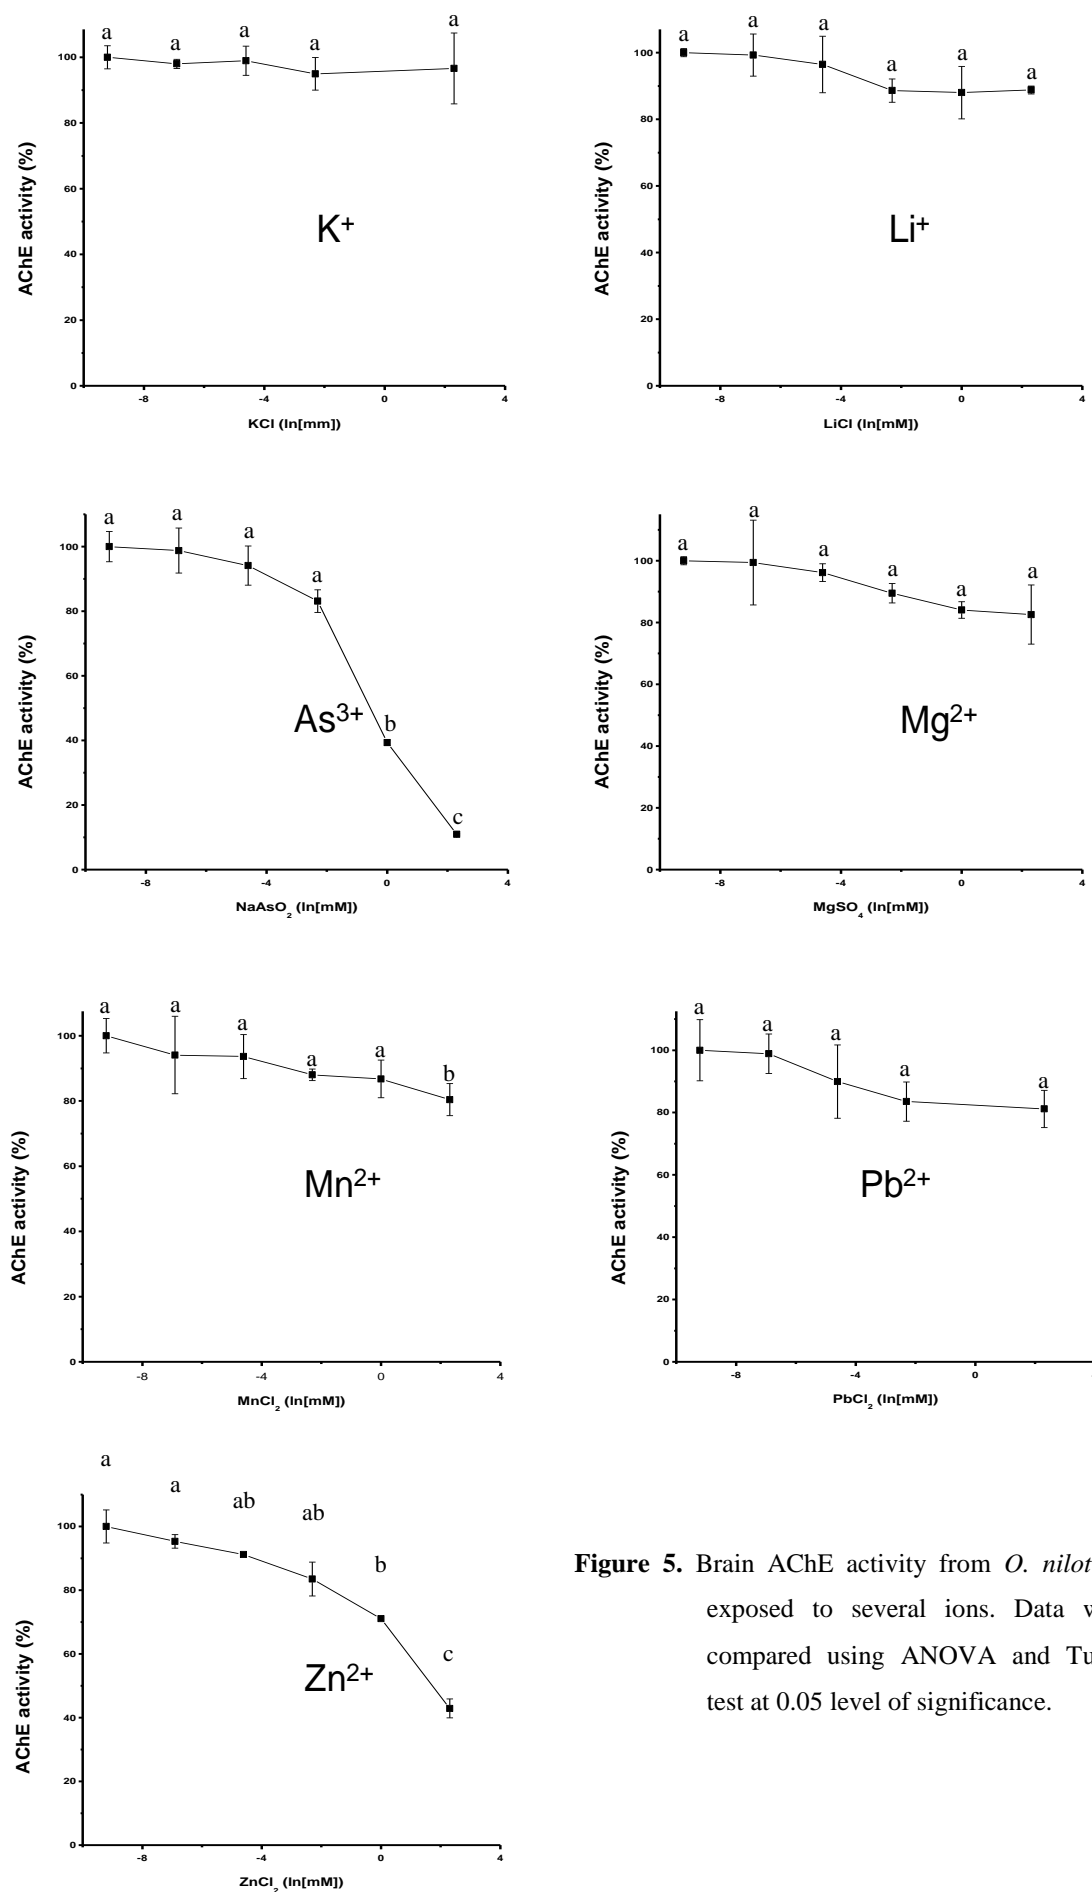 a a a a a
100
80
60
40
20
0
AChE activity (%)
K+
-8 -4 0 4
KCl (ln[mm])
a a a a a a
100
80
60
40
20
0
AChE activity (%)
Li+
-8 -4 0 4
LiCl (ln[mM])
a a a a b c
100
80
60
40
20
0
AChE activity (%)
As3+
-8 -4 0 4
NaAsO2 (ln[mM])
a a a a a a
100
80
60
40
20
0
AChE activity (%)
Mg2+
-8 -4 0 4
MgSO4 (ln[mM])
a a a a a b
100
80
60
40
20
0
AChE activity (%)
Mn2+
-8 -4 0 4
MnCl2 (ln[mM])
a a a a a
100
80
60
40
20
0
AChE activity (%)
Pb2+
-8 -4 0
PbCl2 (ln[mM])
a a ab ab b c
100
80
60
40
20
0
AChE activity (%)
Zn2+
-8 -4 0 4
ZnCl2 (ln[mM])
Figure 5. Brain AChE activity from O. nilot
exposed to several ions. Data w
compared using ANOVA and Tu
test at 0.05 level of significance.